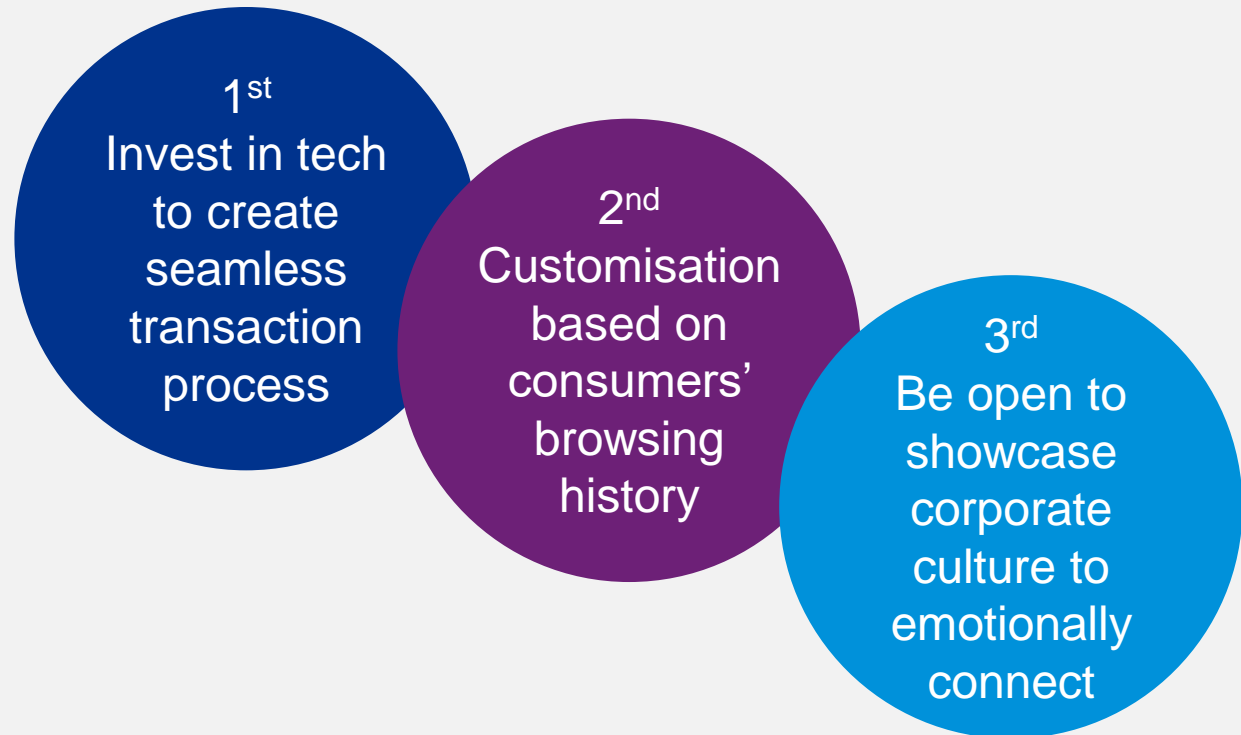 1st
Invest in tech
to create
seamless
transaction
process
2nd
Customisation
based on
consumers’
browsing
history
3rd
Be open to
showcase
corporate
culture to
emotionally
connect